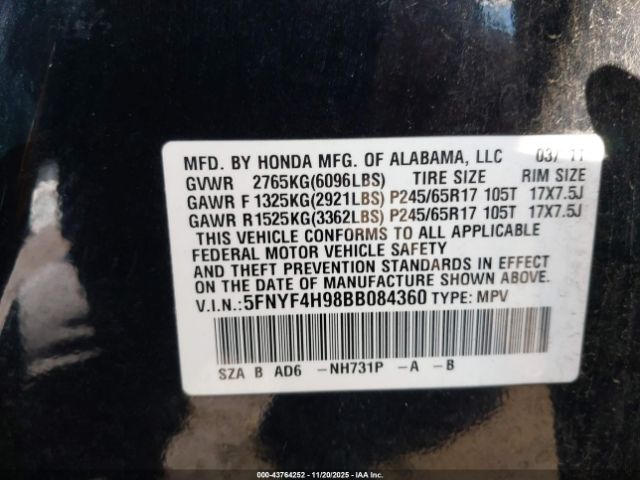 MFD. BY HONDA MFG. OF ALABAMA, LLC 03/11
GVWR 2765KG(6096LBS) TIRE SIZE RIM SIZE
GAWR F 1325KG(2921LBS) P245/65R17 105T 17X7.5J
GAWR R 1525KG(3362LBS) P245/65R17 105T 17X7.5J
THIS VEHICLE CONFORMS TO ALL APPLICABLE
FEDERAL MOTOR VEHICLE SAFETY
AND THEFT PREVENTION STANDARDS IN EFFECT
ON THE DATE OF MANUFACTURE SHOWN ABOVE.
V.I.N.:5FNYF4H98BB084360 TYPE: MPV
SZA B AD6 -NH731P -A -B
000-43764252 - 11/20/2025 - IAAI.com